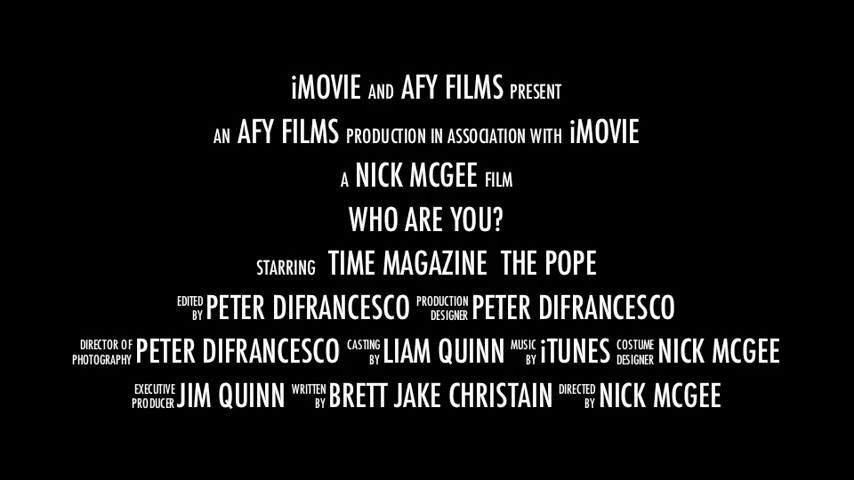 iMOVIE AND AFY FILMS PRESENT
AN AFY FILMS PRODUCTION IN ASSOCIATION WITH iMOVIE
A NICK MCGEE FILM
WHO ARE YOU?
STARRING TIME MAGAZINE THE POPE
EDITED BY PETER DIFRANCESCO PRODUCTION DESIGNER PETER DIFRANCESCO
DIRECTOR OF PHOTOGRAPHY PETER DIFRANCESCO CASTING BY LIAM QUINN MUSIC BY iTUNES COSTUME DESIGNER NICK MCGEE
EXECUTIVE PRODUCER JIM QUINN WRITTEN BY BRETT JAKE CHRISTAIN DIRECTED BY NICK MCGEE